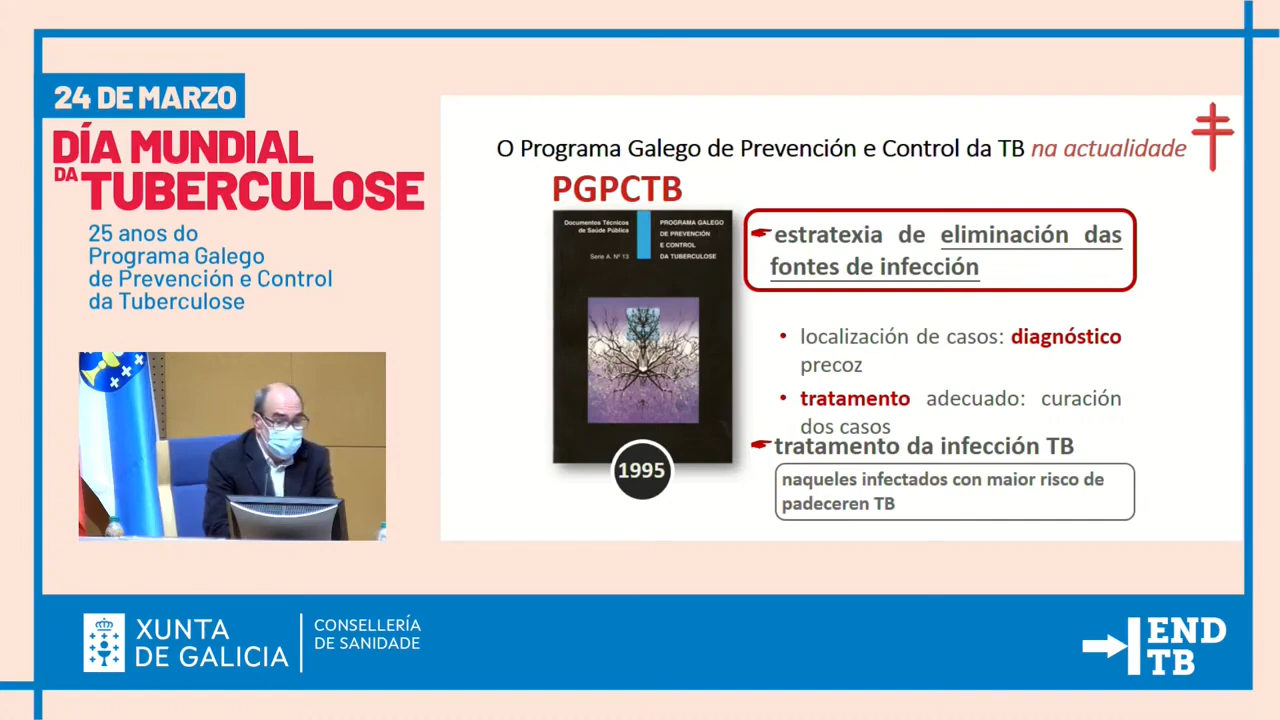 24 DE MARZO
DÍA MUNDIAL
DA TUBERCULOSE
25 anos do
Programa Galego
de Prevención e Control
da Tuberculose
O Programa Galego de Prevención e Control da TB na actualidade
PGPCTB
Documentos Técnicos
de Saúde Pública
Serie A. Nº 13
PROGRAMA GALEGO
DE PREVENCIÓN
E CONTROL
DA TUBERCULOSE
1995
estratexia de eliminación das
fontes de infección
• localización de casos: diagnóstico
precoz
• tratamento adecuado: curación
dos casos
tratamento da infección TB
naqueles infectados con maior risco de
padeceren TB
XUNTA
DE GALICIA
CONSELLERÍA
DE SANIDADE
END
TB